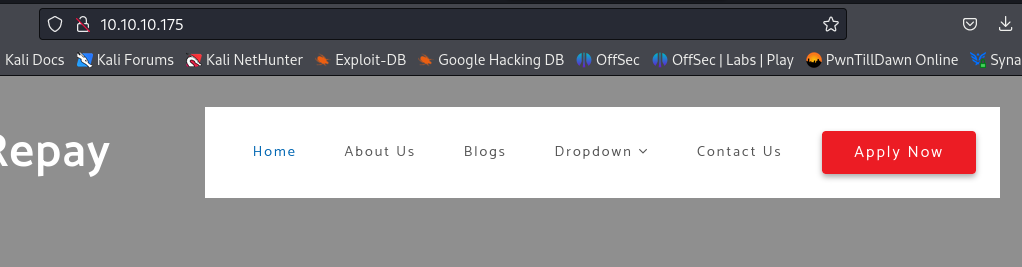 10.10.10.175
Kali Docs Kali Forums Kali NetHunter Exploit-DB Google Hacking DB OffSec OffSec | Labs | Play PwnTillDawn Online Syna
Repay Home About Us Blogs Dropdown Contact Us Apply Now